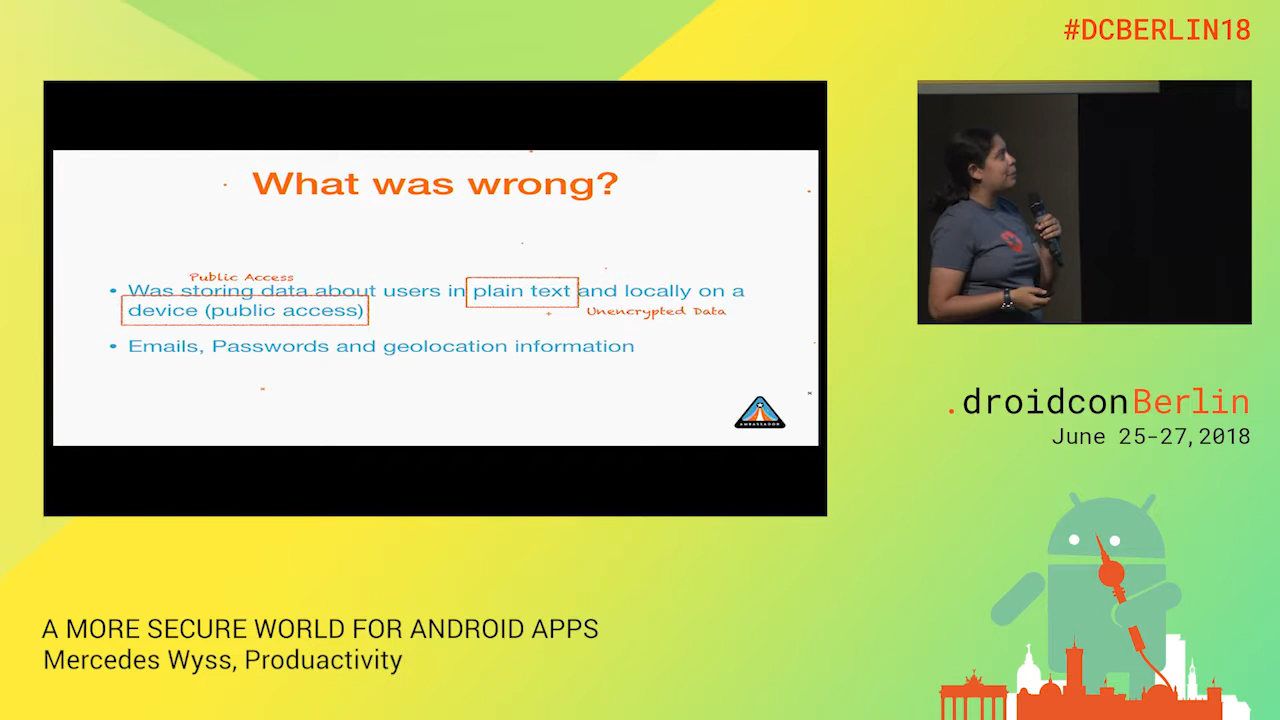 #DCBERLIN18
What was wrong?
Public Access
• Was storing data about users in plain text and locally on a
device (public access)
Unencrypted Data
• Emails, Passwords and geolocation information
AMBASSADOR
.droidconBerlin
June 25-27, 2018
A MORE SECURE WORLD FOR ANDROID APPS
Mercedes Wyss, Produactivity